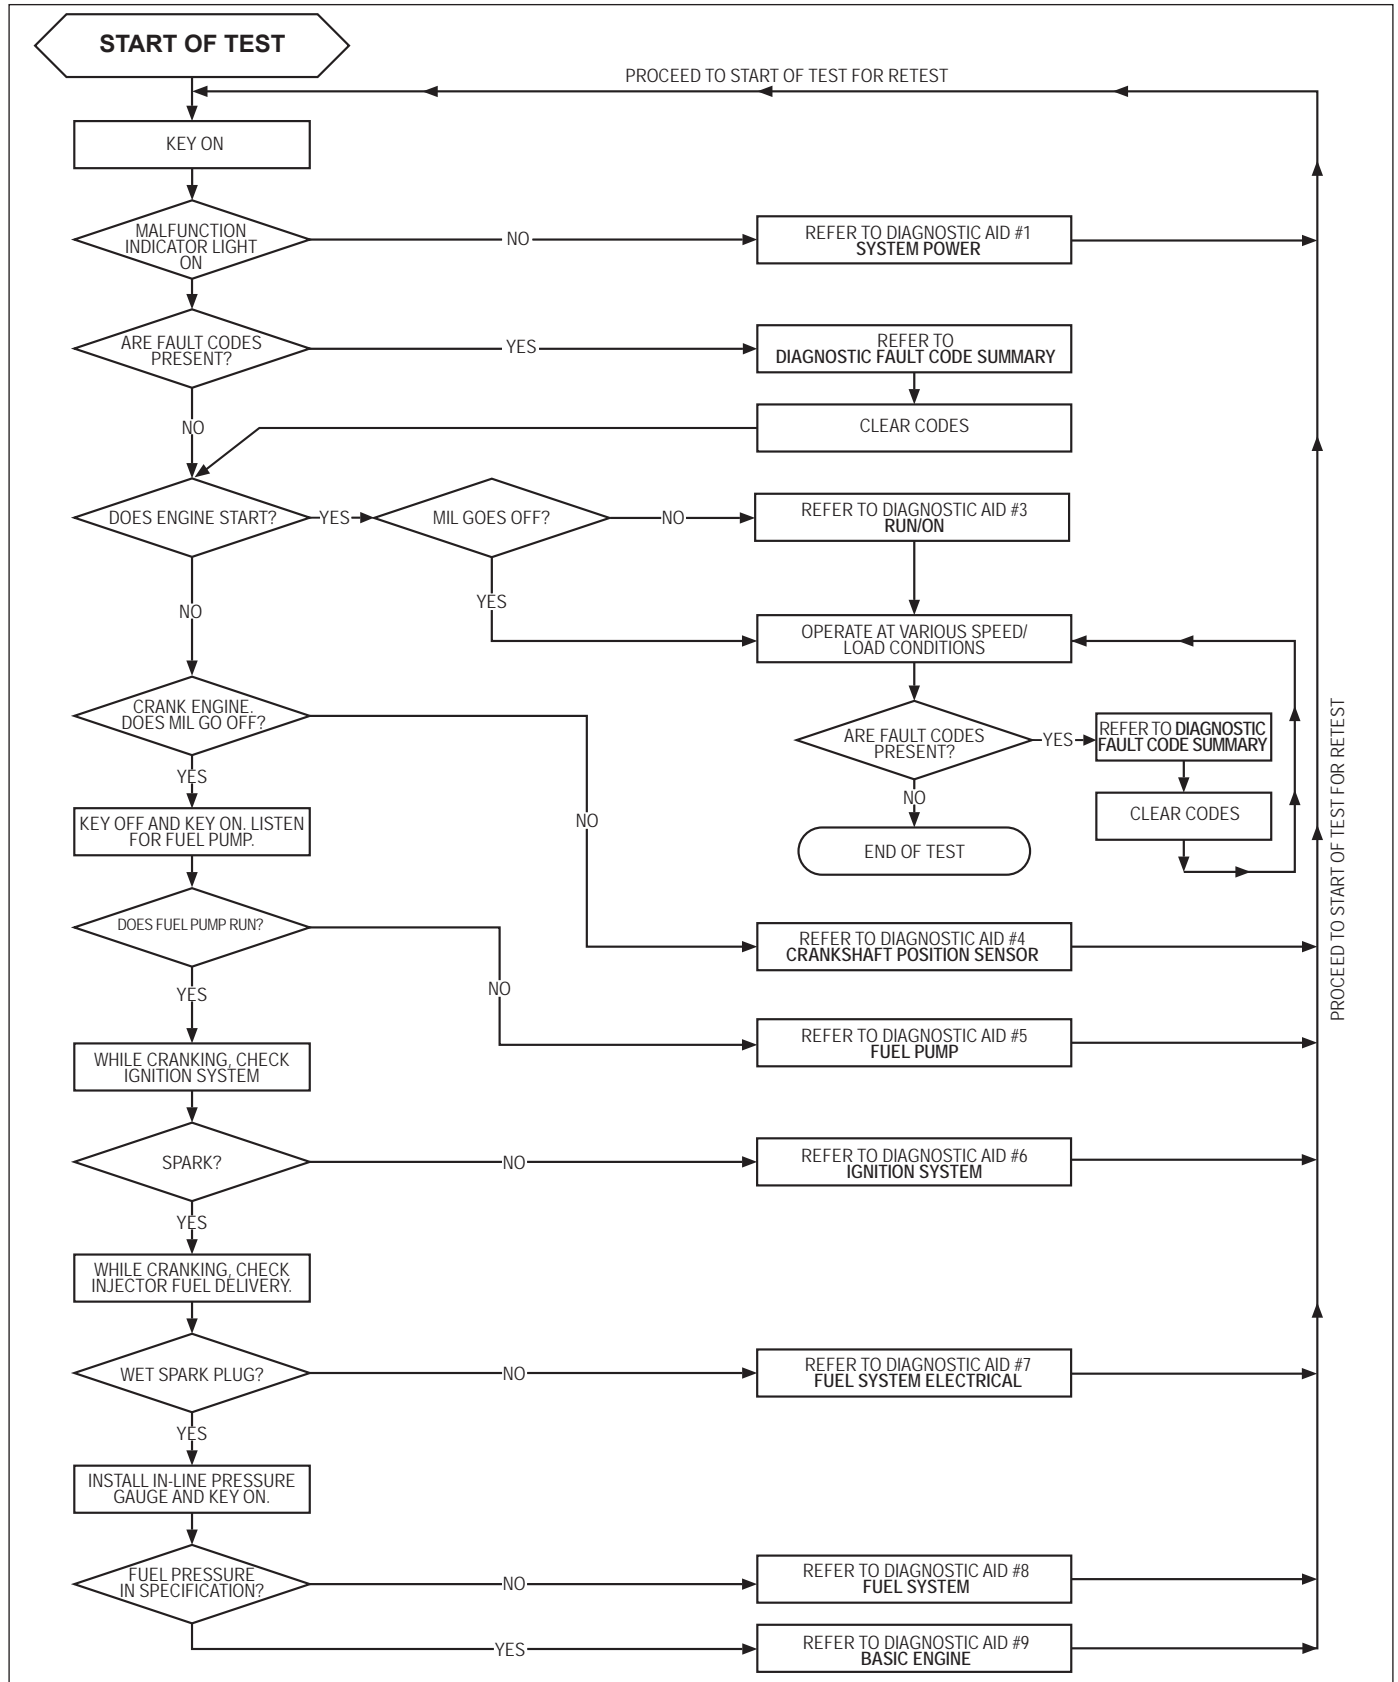 START OF TEST
PROCEED TO START OF TEST FOR RETEST
KEY ON
MALFUNCTION
INDICATOR LIGHT
ON
NO
REFER TO DIAGNOSTIC AID #1
SYSTEM POWER
ARE FAULT CODES
PRESENT?
YES
REFER TO
DIAGNOSTIC FAULT CODE SUMMARY
NO
CLEAR CODES
DOES ENGINE START?
YES
MIL GOES OFF?
NO
REFER TO DIAGNOSTIC AID #3
RUN/ON
NO
YES
OPERATE AT VARIOUS SPEED/
LOAD CONDITIONS
CRANK ENGINE.
DOES MIL GO OFF?
ARE FAULT CODES
PRESENT?
YES
REFER TO DIAGNOSTIC
FAULT CODE SUMMARY
YES
NO
CLEAR CODES
KEY OFF AND KEY ON. LISTEN
FOR FUEL PUMP.
NO
END OF TEST
PROCEED TO START OF TEST FOR RETEST
DOES FUEL PUMP RUN?
REFER TO DIAGNOSTIC AID #4
CRANKSHAFT POSITION SENSOR
YES
NO
REFER TO DIAGNOSTIC AID #5
FUEL PUMP
WHILE CRANKING, CHECK
IGNITION SYSTEM
SPARK?
NO
REFER TO DIAGNOSTIC AID #6
IGNITION SYSTEM
YES
WHILE CRANKING, CHECK
INJECTOR FUEL DELIVERY.
WET SPARK PLUG?
NO
REFER TO DIAGNOSTIC AID #7
FUEL SYSTEM ELECTRICAL
YES
INSTALL IN-LINE PRESSURE
GAUGE AND KEY ON.
FUEL PRESSURE
IN SPECIFICATION?
NO
REFER TO DIAGNOSTIC AID #8
FUEL SYSTEM
YES
REFER TO DIAGNOSTIC AID #9
BASIC ENGINE